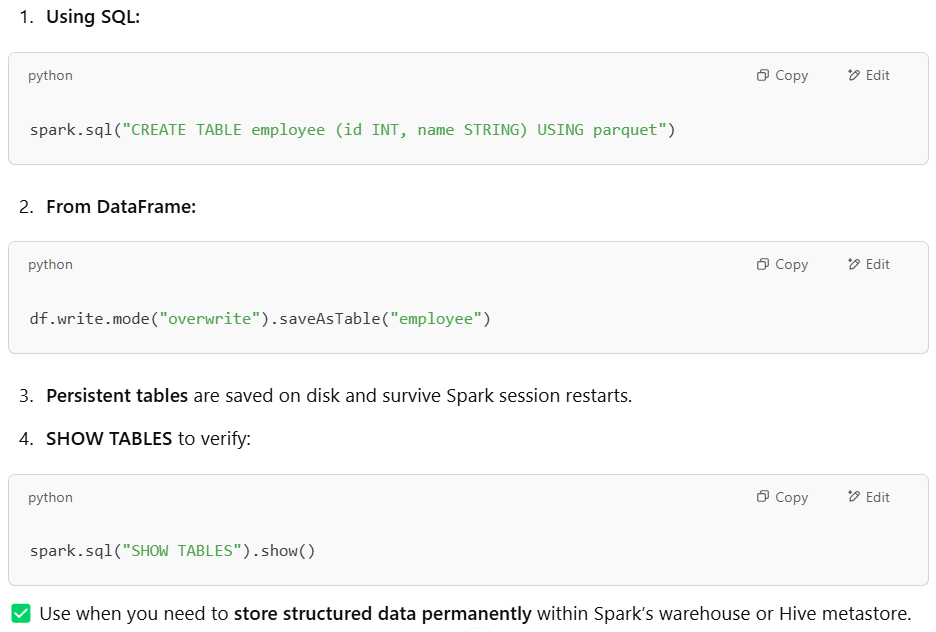 1. Using SQL:
python Copy Edit
spark.sql("CREATE TABLE employee (id INT, name STRING) USING parquet")
2. From DataFrame:
python Copy Edit
df.write.mode("overwrite").saveAsTable("employee")
3. Persistent tables are saved on disk and survive Spark session restarts.
4. SHOW TABLES to verify:
python Copy Edit
spark.sql("SHOW TABLES").show()
✅ Use when you need to store structured data permanently within Spark’s warehouse or Hive metastore.